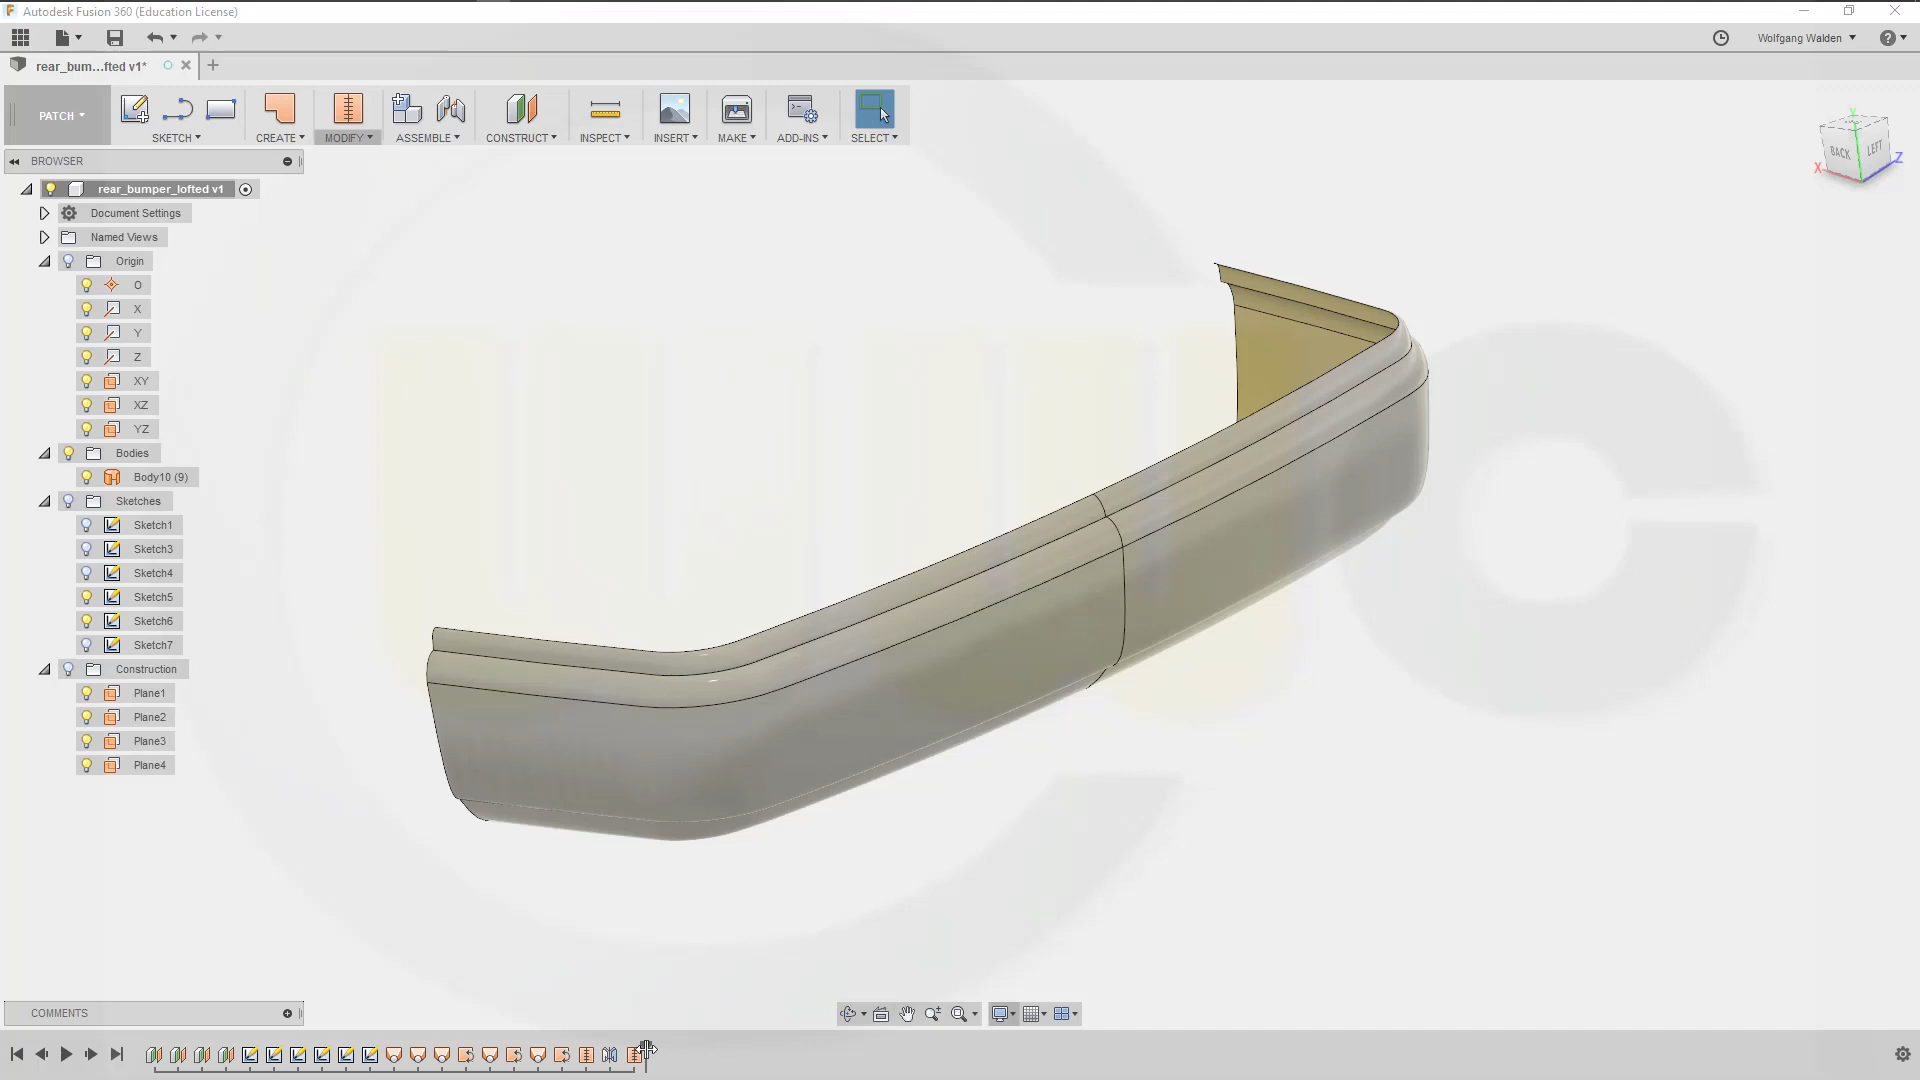 Autodesk Fusion 360 (Education License)
Wolfgang Walden
rear_bum...fted v1*
PATCH
SKETCH
CREATE
MODIFY
ASSEMBLE
CONSTRUCT
INSPECT
INSERT
MAKE
ADD-INS
SELECT
BROWSER
rear_bumper_lofted v1
Document Settings
Named Views
Origin
O
X
Y
Z
XY
XZ
YZ
Bodies
Body10 (9)
Sketches
Sketch1
Sketch3
Sketch4
Sketch5
Sketch6
Sketch7
Construction
Plane1
Plane2
Plane3
Plane4
Y
BACK
LEFT
X
Z
COMMENTS